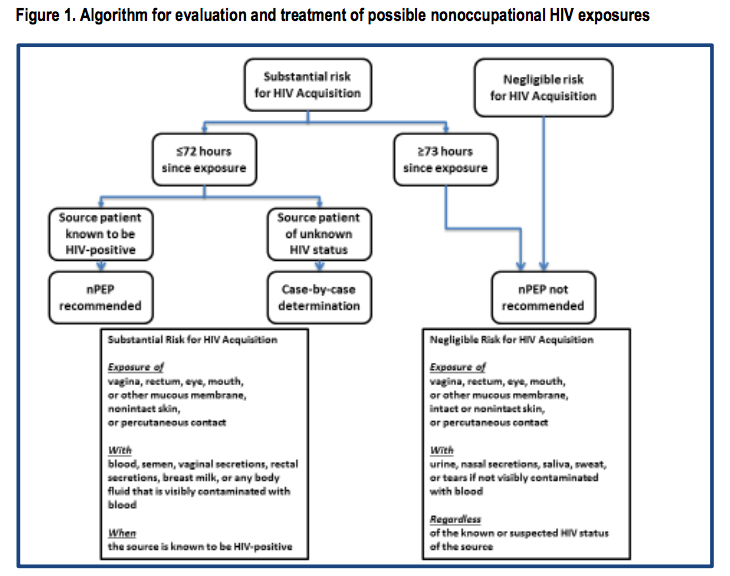 Figure 1. Algorithm for evaluation and treatment of possible nonoccupational HIV exposures
Substantial risk
for HIV Acquisition
Negligible risk
for HIV Acquisition
≤72 hours
since exposure
≥73 hours
since exposure
Source patient
known to be
HIV-positive
Source patient
of unknown
HIV status
nPEP
recommended
Case-by-case
determination
nPEP not
recommended
Substantial Risk for HIV Acquisition
Exposure of
vagina, rectum, eye, mouth,
or other mucous membrane,
nonintact skin,
or percutaneous contact
With
blood, semen, vaginal secretions, rectal
secretions, breast milk, or any body
fluid that is visibly contaminated with
blood
When
the source is known to be HIV-positive
Negligible Risk for HIV Acquisition
Exposure of
vagina, rectum, eye, mouth,
or other mucous membrane,
intact or nonintact skin,
or percutaneous contact
With
urine, nasal secretions, saliva, sweat,
or tears if not visibly contaminated
with blood
Regardless
of the known or suspected HIV status
of the source